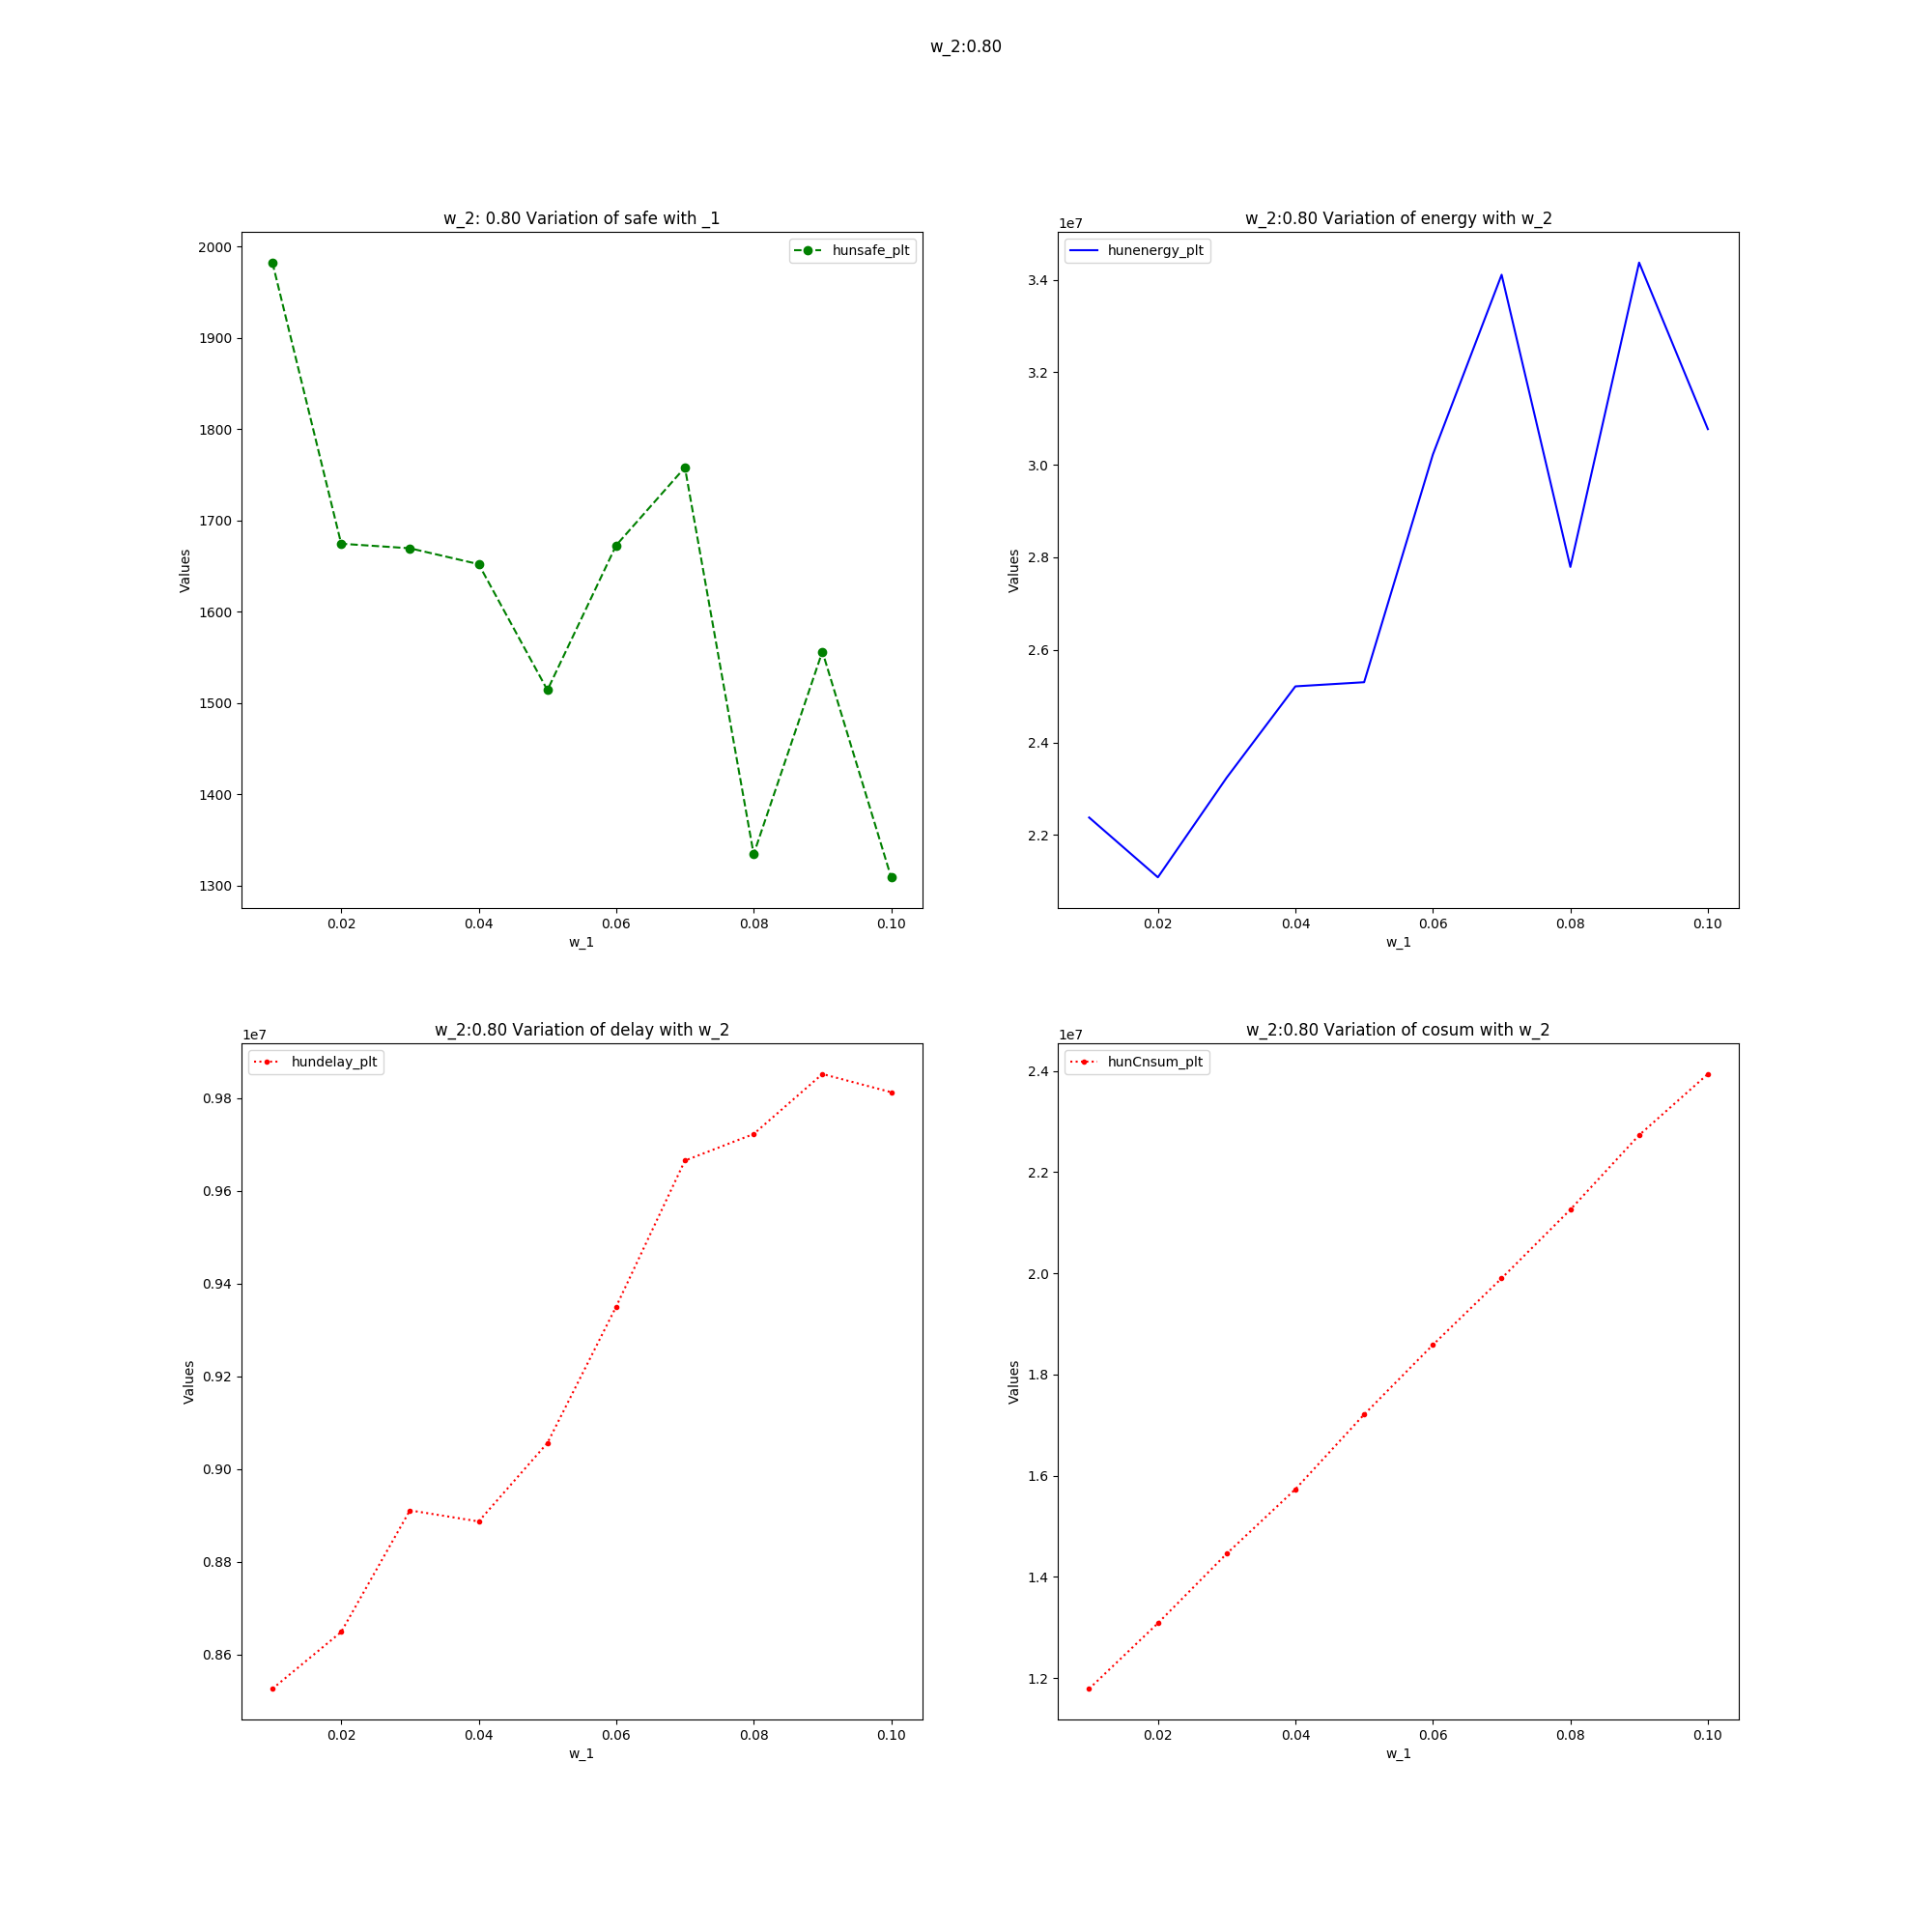 w_2:0.80
w_2: 0.80 Variation of safe with _1
hunsafe_plt
2000
1900
1800
1700
1600
1500
1400
1300
Values
0.02 0.04 0.06 0.08 0.10
w_1
w_2:0.80 Variation of energy with w_2
1e7
hunenergy_plt
3.4
3.2
3.0
2.8
2.6
2.4
2.2
Values
0.02 0.04 0.06 0.08 0.10
w_1
w_2:0.80 Variation of delay with w_2
1e7
hundelay_plt
0.98
0.96
0.94
0.92
0.90
0.88
0.86
Values
0.02 0.04 0.06 0.08 0.10
w_1
w_2:0.80 Variation of cosum with w_2
1e7
hunCnsum_plt
2.4
2.2
2.0
1.8
1.6
1.4
1.2
Values
0.02 0.04 0.06 0.08 0.10
w_1